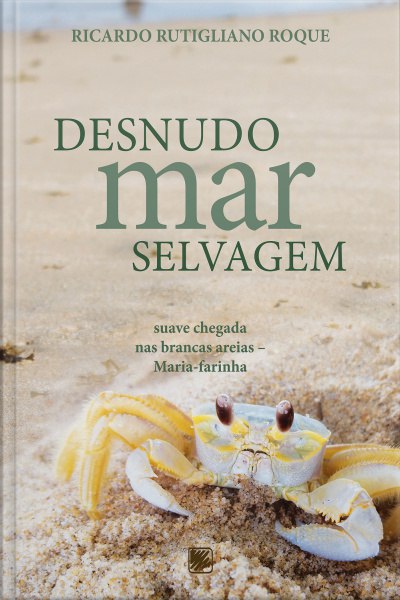 RICARDO RUTIGLIANO ROQUE
DESNUDO
mar
SELVAGEM
suave chegada
nas brancas areias –
Maria-farinha